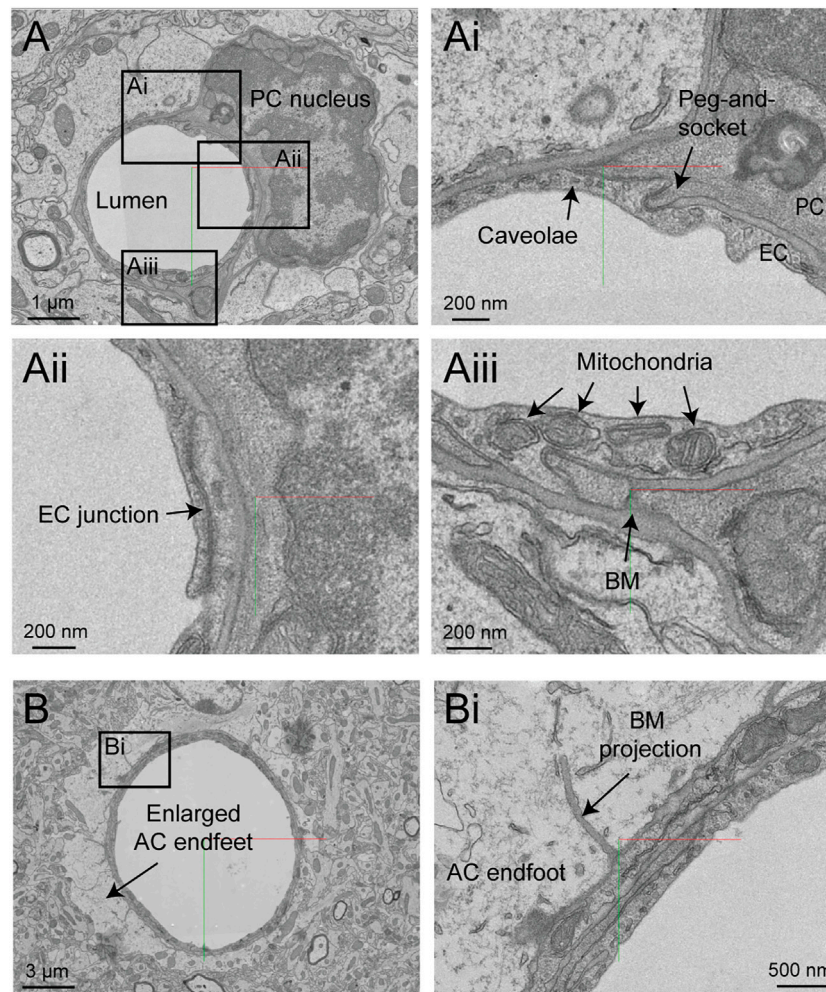 A
Ai
PC nucleus
Aii
Lumen
Aiii
1 μm
Ai
Peg-and-
socket
Caveolae
PC
EC
200 nm
Aii
EC junction
200 nm
Aiii
Mitochondria
BM
200 nm
B
Bi
Enlarged
AC endfeet
3 μm
Bi
BM
projection
AC endfoot
500 nm